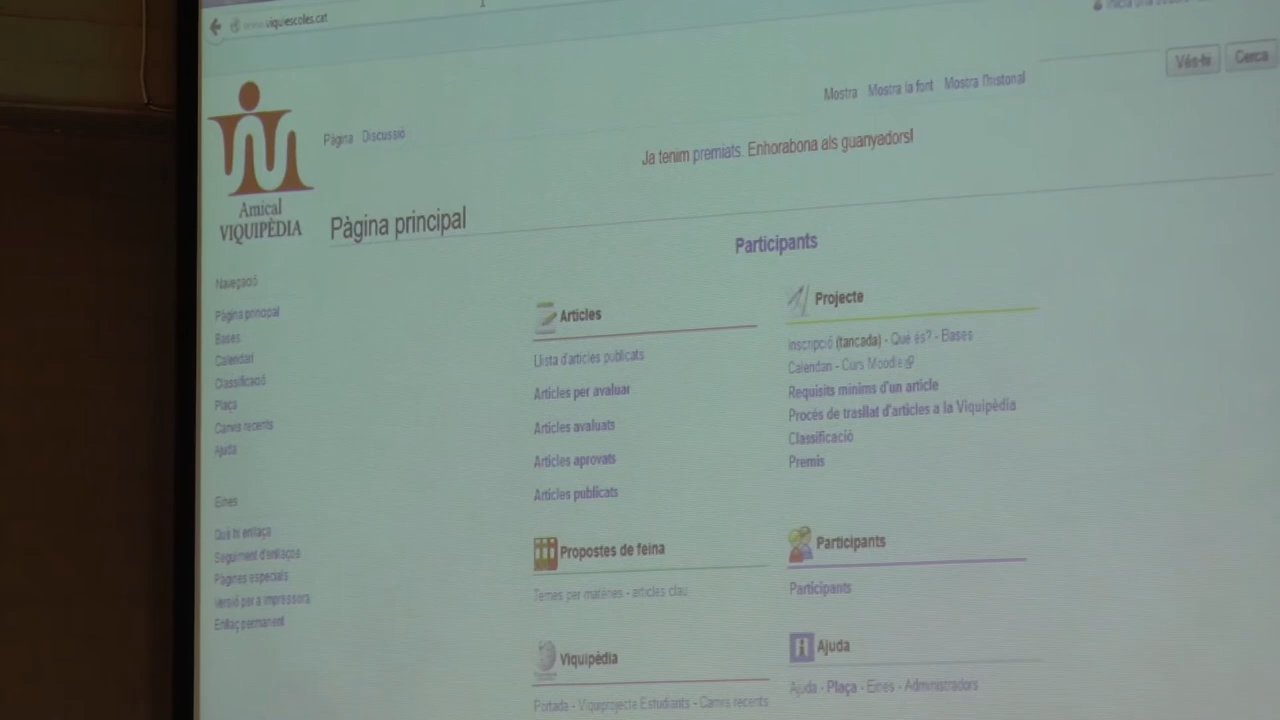 www.viquiescoles.cat
Vés-hi Cerca
Mostra Mostra la font Mostra l'historial
Pàgina Discussió
Ja tenim premiats. Enhorabona als guanyadors!
Amical
VIQUIPÈDIA
Pàgina principal
Participants
Navegació
Pàgina principal
Bases
Calendari
Classificació
Plaça
Canvis recents
Ajuda
Eines
Què hi enllaça
Seguiment d'enllaços
Pàgines especials
Versió per a impressora
Enllaç permanent
Articles
Llista d'articles publicats
Articles per avaluar
Articles avaluats
Articles aprovats
Articles publicats
Projecte
Inscripció (tancada) - Què és? - Bases
Calendari - Curs Moodle
Requisits mínims d'un article
Procés de trasllat d'articles a la Viquipèdia
Classificació
Premis
Propostes de feina
Temes per matèries - articles clau
Participants
Participants
Viquipèdia
Portada - Viquiprojecte Estudiants - Canvis recents
Ajuda
Ajuda - Plaça - Eines - Administradors